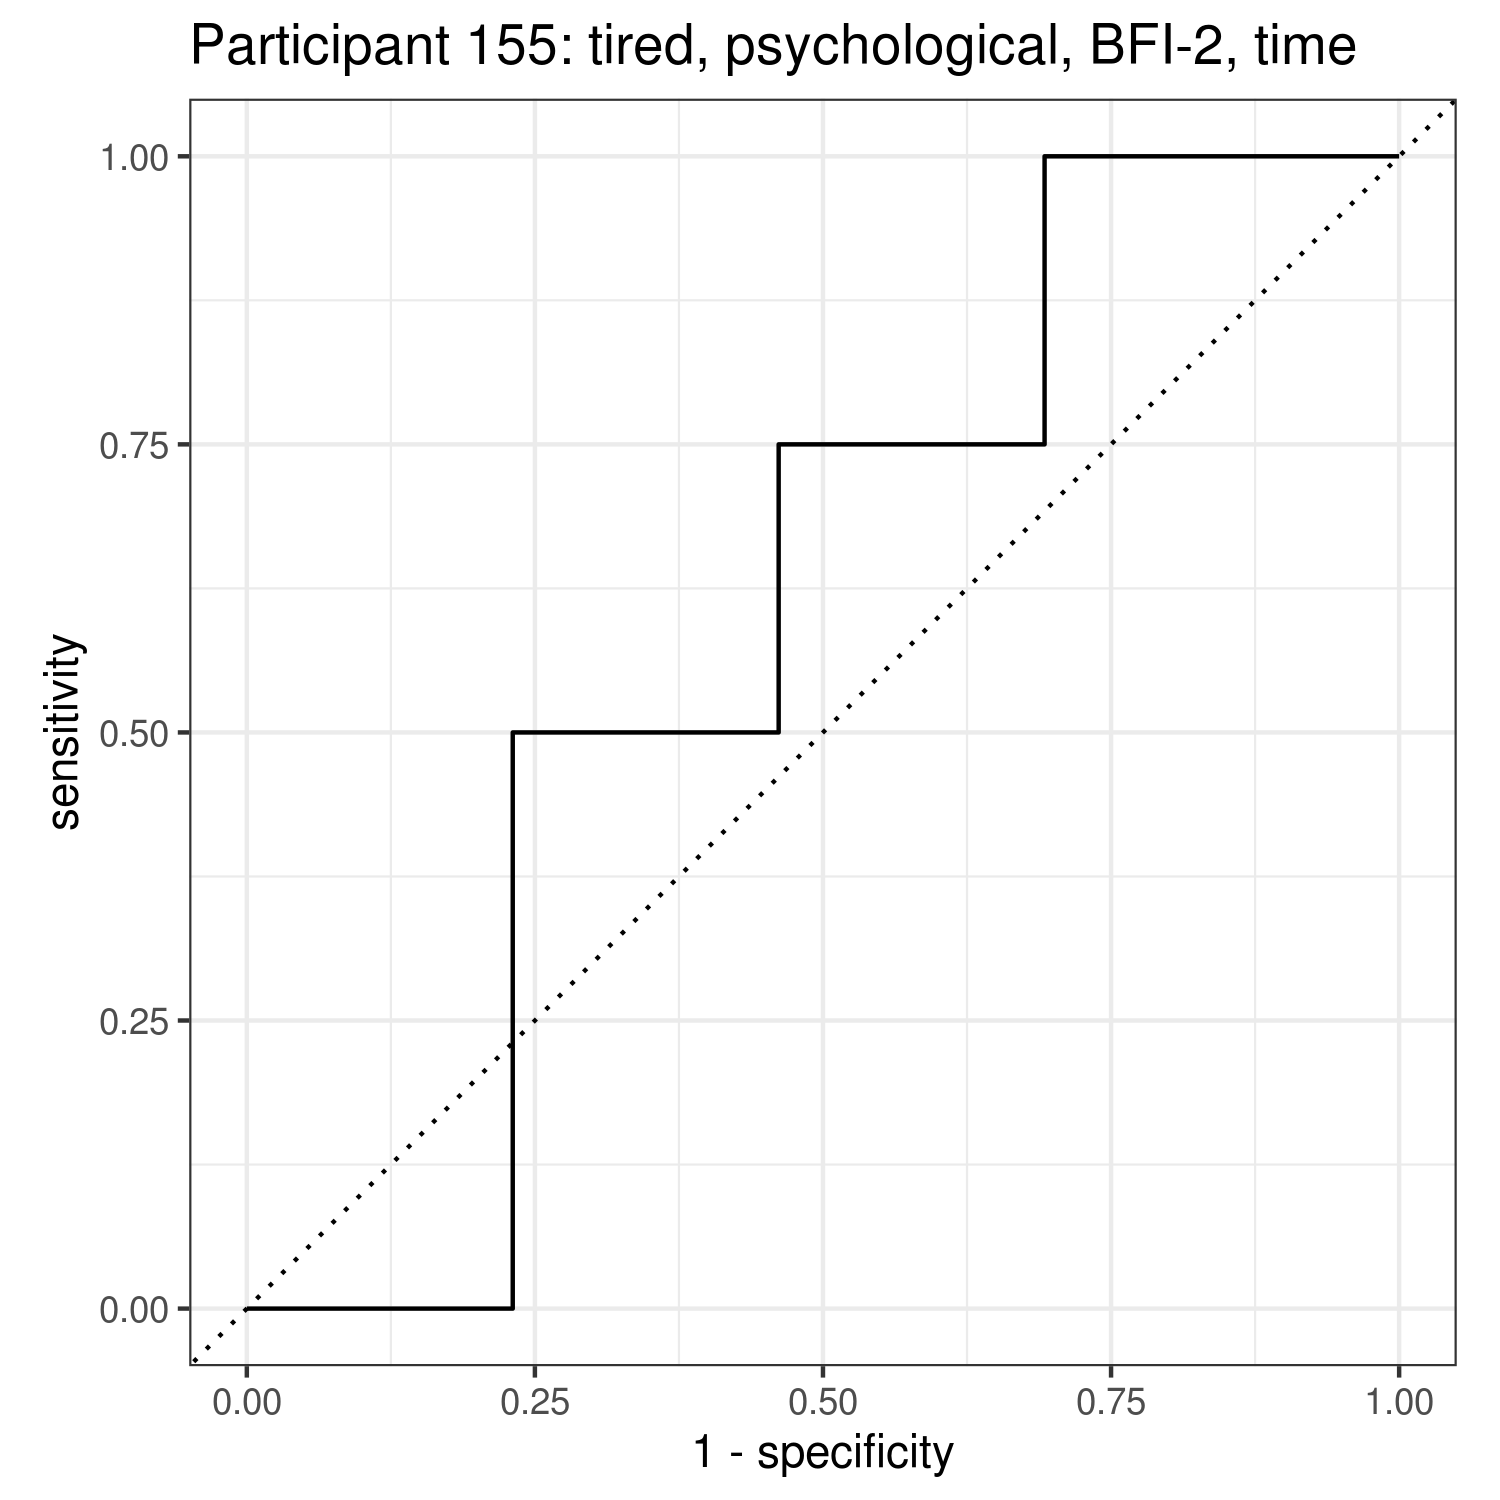 Participant 155: tired, psychological, BFI-2, time
1.00
0.75
0.50
0.25
0.00
sensitivity
0.00 0.25 0.50 0.75 1.00
1 - specificity